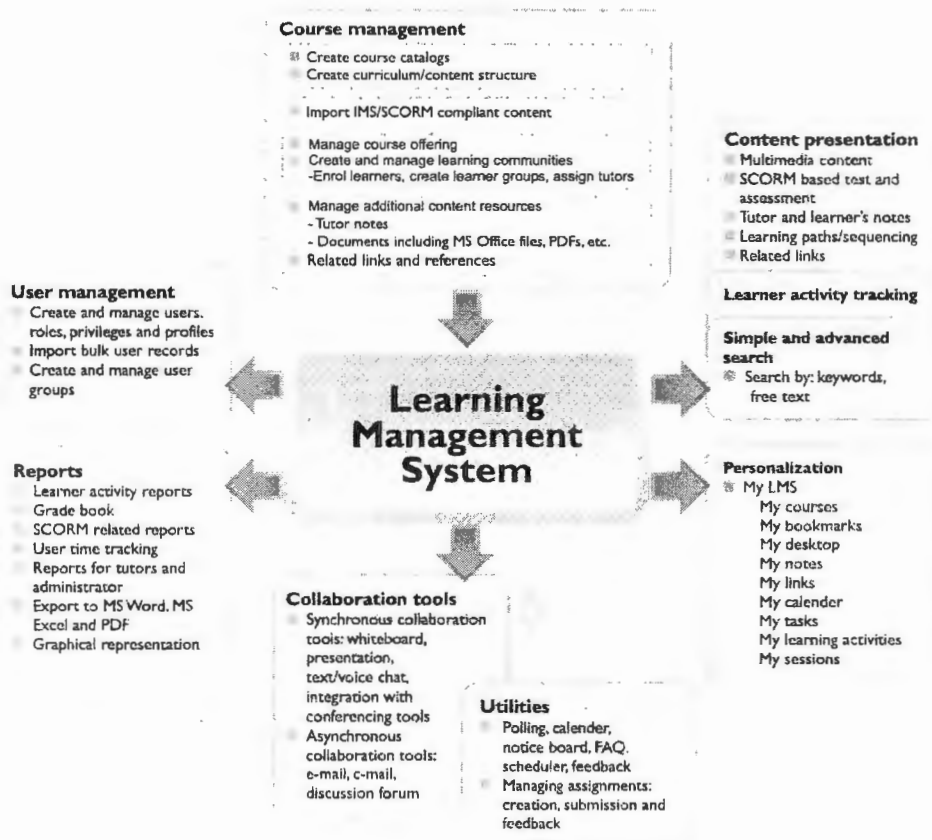 Course management
Create course catalogs
Create curriculum/content structure
Import IMS/SCORM compliant content
Manage course offering
Create and manage learning communities
-Enrol learners, create learner groups, assign tutors
Manage additional content resources
- Tutor notes
- Documents including MS Office files, PDFs, etc.
Related links and references
Content presentation
Multimedia content
SCORM based test and
assessment
Tutor and learner's notes
Learning paths/sequencing
Related links
Learner activity tracking
Simple and advanced
search
Search by: keywords,
free text
User management
Create and manage users.
roles, privileges and profiles
Import bulk user records
Create and manage user
groups
Learning
Management
System
Reports
Learner activity reports
Grade book
SCORM related reports
User time tracking
Reports for tutors and
administrator
Export to MS Word, MS
Excel and PDF
Graphical representation
Personalization
My LMS
My courses
My bookmarks
My desktop
My notes
My links
My calender
My tasks
My learning activities
My sessions
Collaboration tools
Synchronous collaboration
tools: whiteboard,
presentation,
text/voice chat,
integration with
conferencing tools
Asynchronous
collaboration tools:
e-mail, c-mail,
discussion forum
Utilities
Polling, calender,
notice board, FAQ.
scheduler, feedback
Managing assignments:
creation, submission and
feedback